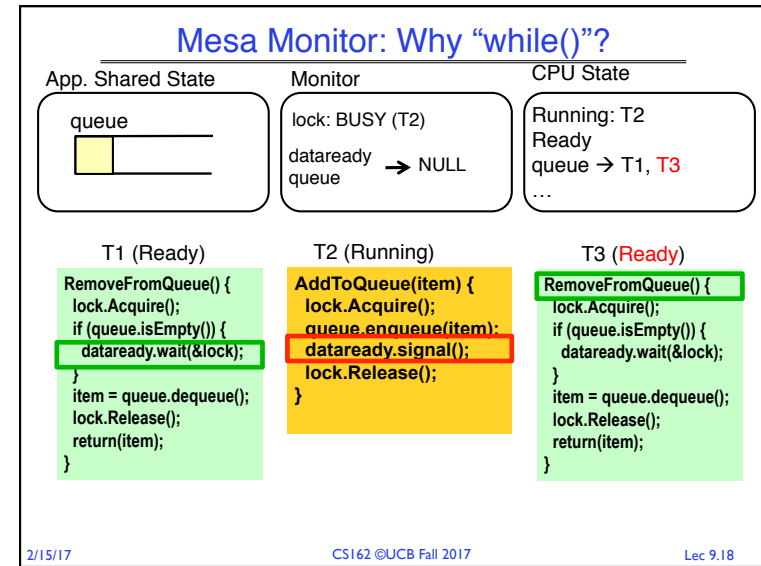 Mesa Monitor: Why “while()”?
App. Shared State
Monitor
CPU State
queue
lock: BUSY (T2)
dataready
queue
→ NULL
Running: T2
Ready
queue → T1, T3
…
T1 (Ready)
RemoveFromQueue() {
lock.Acquire();
if (queue.isEmpty()) {
dataready.wait(&lock);
}
item = queue.dequeue();
lock.Release();
return(item);
}
T2 (Running)
AddToQueue(item) {
lock.Acquire();
queue.enqueue(item);
dataready.signal();
lock.Release();
}
T3 (Ready)
RemoveFromQueue() {
lock.Acquire();
if (queue.isEmpty()) {
dataready.wait(&lock);
}
item = queue.dequeue();
lock.Release();
return(item);
}
2/15/17
CS162 ©UCB Fall 2017
Lec 9.18